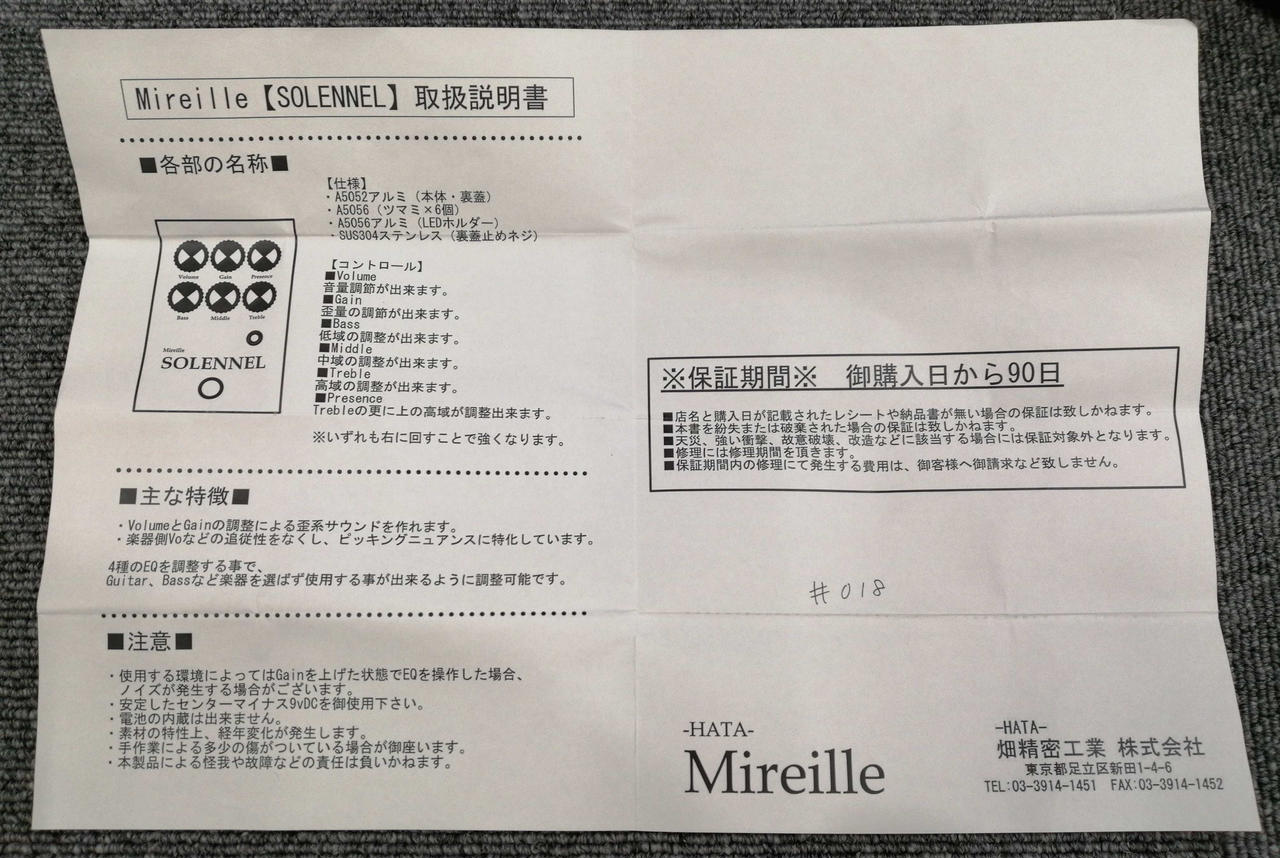 Mireille【SOLENNEL】取扱説明書
■各部の名称■
【仕様】
・A5052アルミ（本体・裏蓋）
・A5056（ツマミ×6個）
・A5056アルミ（LEDホルダー）
・SUS304ステンレス（裏蓋止めネジ）
Volume Gain Presence
Bass Middle Treble
Mireille
SOLENNEL
【コントロール】
■Volume
音量調節が出来ます。
■Gain
歪量の調節が出来ます。
■Bass
低域の調整が出来ます。
■Middle
中域の調整が出来ます。
■Treble
高域の調整が出来ます。
■Presence
Trebleの更に上の高域が調整出来ます。
※いずれも右に回すことで強くなります。
■主な特徴■
・VolumeとGainの調整による歪系サウンドを作れます。
・楽器側Voなどの追従性をなくし、ピッキングニュアンスに特化しています。
4種のEQを調整する事で、
Guitar、Bassなど楽器を選ばず使用する事が出来るように調整可能です。
■注意■
・使用する環境によってはGainを上げた状態でEQを操作した場合、
ノイズが発生する場合がございます。
・安定したセンターマイナス9vDCを御使用下さい。
・電池の内蔵は出来ません。
・素材の特性上、経年変化が発生します。
・手作業による多少の傷がついている場合が御座います。
・本製品による怪我や故障などの責任は負いかねます。
※保証期間※　御購入日から90日
■店名と購入日が記載されたレシートや納品書が無い場合の保証は致しかねます。
■本書を紛失または破棄された場合の保証は致しかねます。
■天災、強い衝撃、故意破壊、改造などに該当する場合には保証対象外となります。
■修理には修理期間を頂きます。
■保証期間内の修理にて発生する費用は、御客様へ御請求など致しません。
#018
-HATA-
Mireille
-HATA-
畑精密工業 株式会社
東京都足立区新田1-4-6
TEL:03-3914-1451　FAX:03-3914-1452